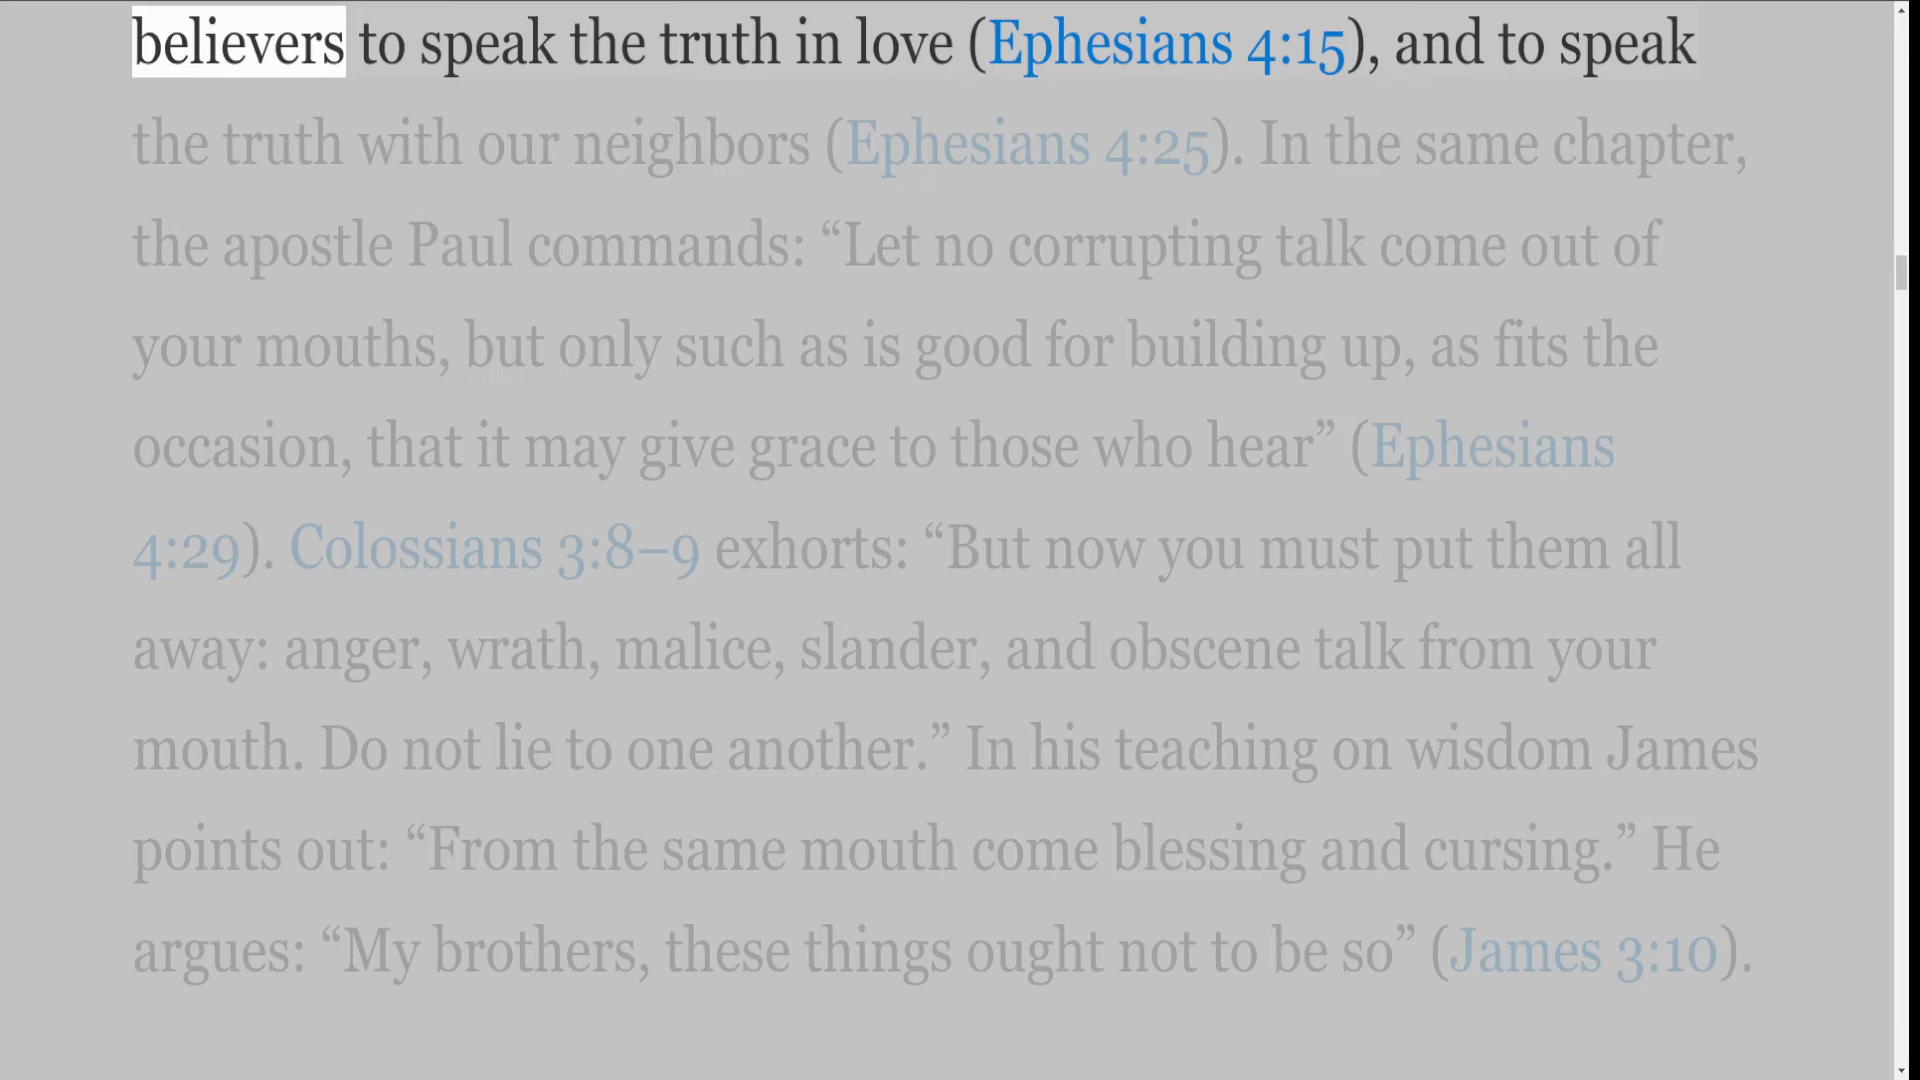 believers to speak the truth in love (Ephesians 4:15), and to speak
the truth with our neighbors (Ephesians 4:25). In the same chapter,
the apostle Paul commands: “Let no corrupting talk come out of
your mouths, but only such as is good for building up, as fits the
occasion, that it may give grace to those who hear” (Ephesians
4:29). Colossians 3:8–9 exhorts: “But now you must put them all
away: anger, wrath, malice, slander, and obscene talk from your
mouth. Do not lie to one another.” In his teaching on wisdom James
points out: “From the same mouth come blessing and cursing.” He
argues: “My brothers, these things ought not to be so” (James 3:10).